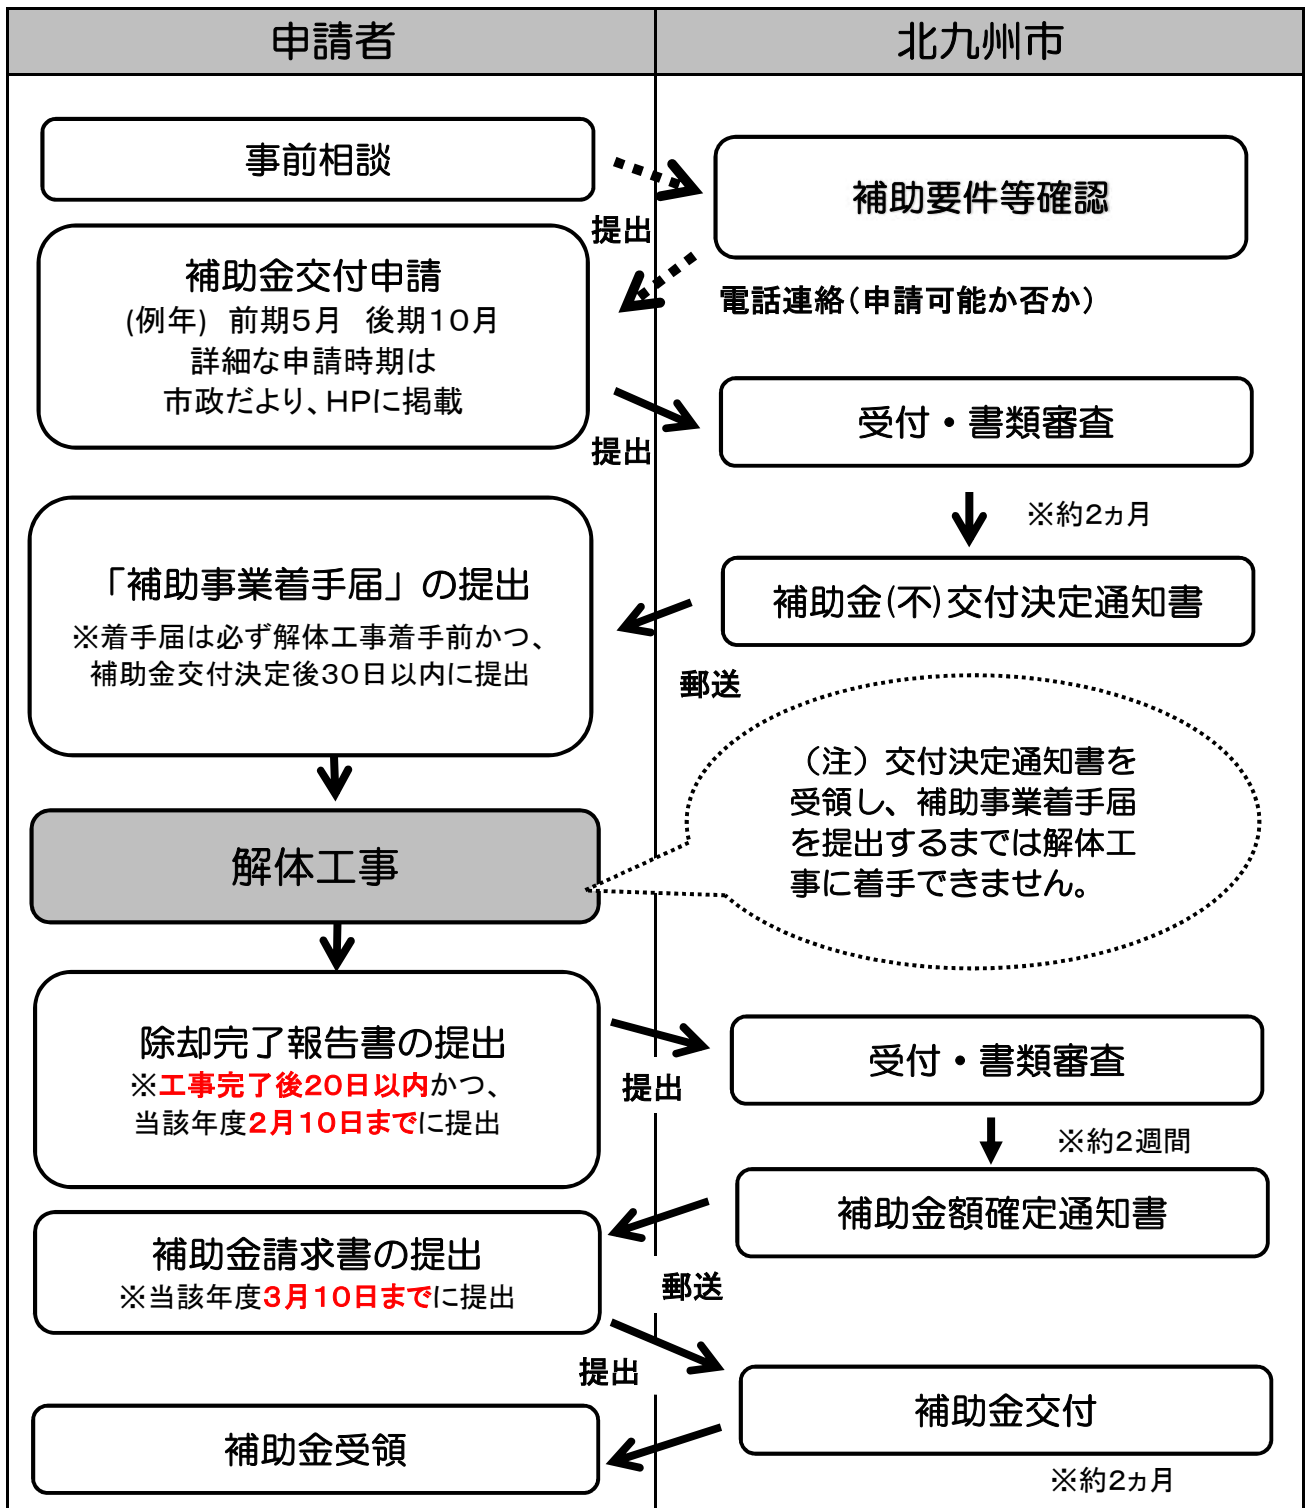 申請者
北九州市
事前相談
提出
補助要件等確認
電話連絡（申請可能か否か）
補助金交付申請
(例年) 前期５月　後期１０月
詳細な申請時期は
市政だより、HPに掲載
提出
受付・書類審査
※約２ヵ月
補助金(不)交付決定通知書
郵送
「補助事業着手届」の提出
※着手届は必ず解体工事着手前かつ、
補助金交付決定後３０日以内に提出
（注）交付決定通知書を
受領し、補助事業着手届
を提出するまでは解体工
事に着手できません。
解体工事
除却完了報告書の提出
※工事完了後２０日以内かつ、
当該年度２月１０日までに提出
提出
受付・書類審査
※約２週間
補助金額確定通知書
郵送
補助金請求書の提出
※当該年度３月１０日までに提出
提出
補助金交付
※約２ヵ月
補助金受領